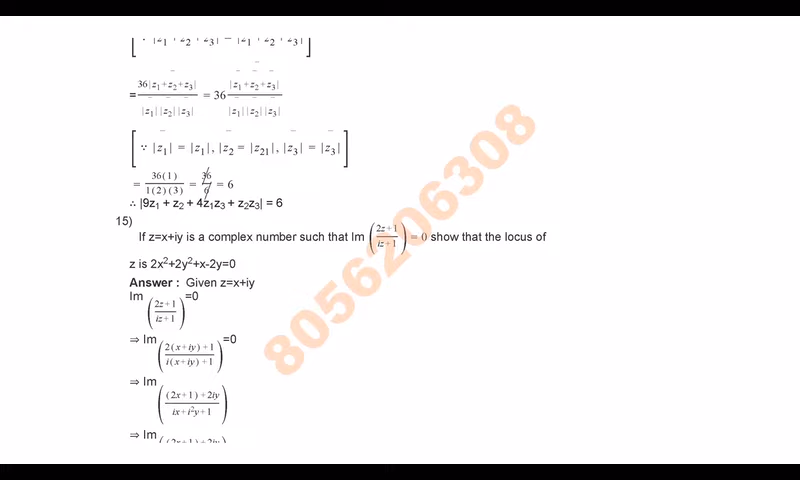 =36|z₁+z₂+z₃| / |z₁||z₂||z₃| = 36 |z₁+z₂+z₃| / |z₁||z₂||z₃|
[∵ |z₁| = |z₁|, |z₂ = |z₂₁|, |z₃| = |z₃|]
= 36(1) / 1(2)(3) = 36/6 = 6
∴ |9z₁ + z₂ + 4z₁z₃ + z₂z₃| = 6
15)
If z=x+iy is a complex number such that Im (2z+1 / iz+1) = 0 show that the locus of
z is 2x²+2y²+x-2y=0
Answer : Given z=x+iy
Im (2z+1 / iz+1) =0
⇒ Im (2(x+iy)+1 / i(x+iy)+1) =0
⇒ Im ((2x+1)+2iy / ix+i²y+1)
⇒ Im
8056206308